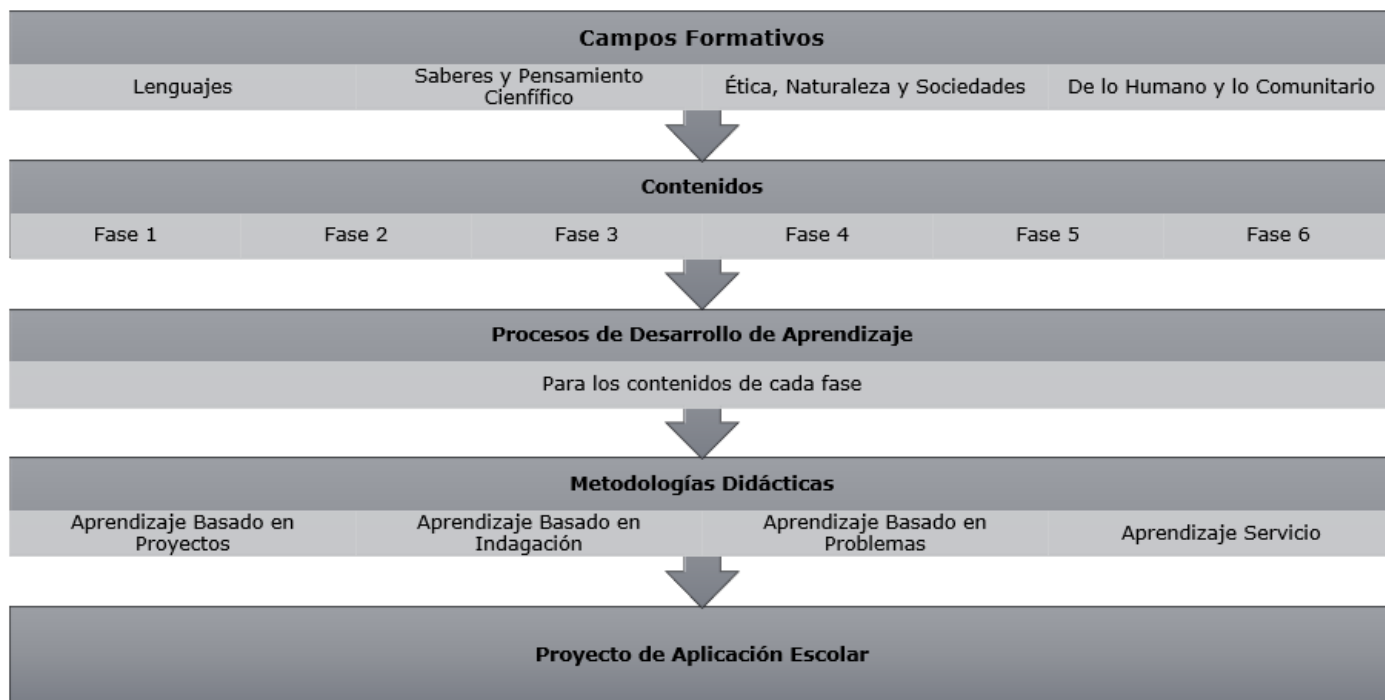 Campos Formativos
Lenguajes
Saberes y Pensamiento
Cienfífico
Ética, Naturaleza y Sociedades
De lo Humano y lo Comunitario
Contenidos
Fase 1
Fase 2
Fase 3
Fase 4
Fase 5
Fase 6
Procesos de Desarrollo de Aprendizaje
Para los contenidos de cada fase
Metodologías Didácticas
Aprendizaje Basado en
Proyectos
Aprendizaje Basado en
Indagación
Aprendizaje Basado en
Problemas
Aprendizaje Servicio
Proyecto de Aplicación Escolar